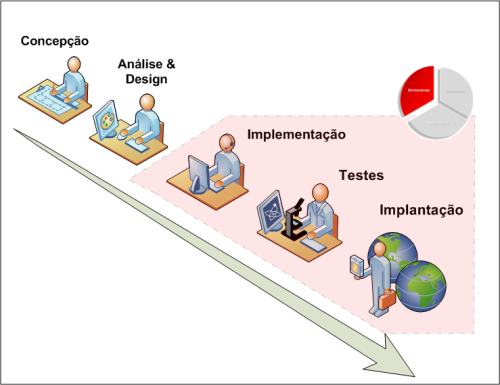 Concepção
Análise &
Design
Implementação
Testes
Implantação